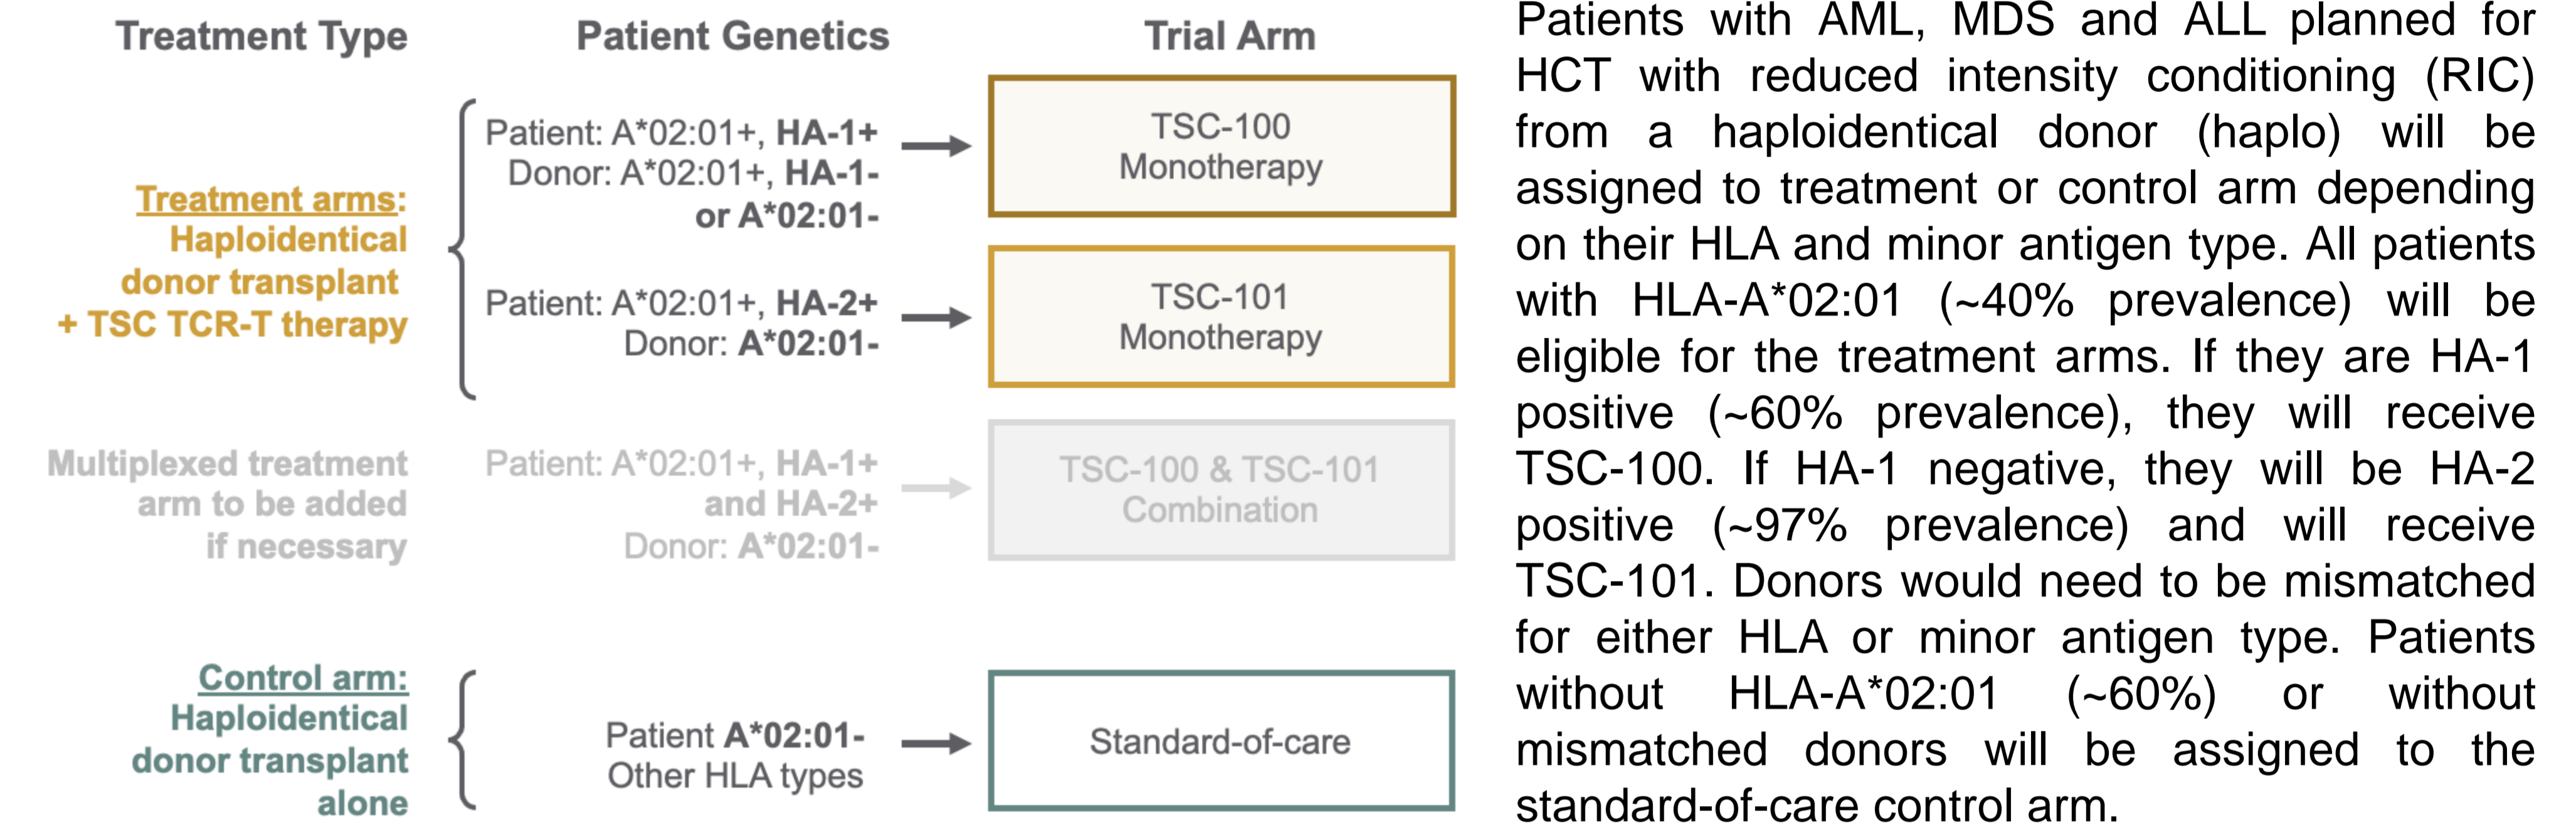 Treatment Type
Patient Genetics
Trial Arm
Treatment arms:
Haploidentical
donor transplant
+ TSC TCR-T therapy
Patient: A*02:01+, HA-1+
Donor: A*02:01+, HA-1-
or A*02:01-
TSC-100
Monotherapy
Patient: A*02:01+, HA-2+
Donor: A*02:01-
TSC-101
Monotherapy
Multiplexed treatment
arm to be added
if necessary
Patient: A*02:01+, HA-1+
and HA-2+
Donor: A*02:01-
TSC-100 & TSC-101
Combination
Control arm:
Haploidentical
donor transplant
alone
Patient A*02:01-
Other HLA types
Standard-of-care
Patients with AML, MDS and ALL planned for
HCT with reduced intensity conditioning (RIC)
from a haploidentical donor (haplo) will be
assigned to treatment or control arm depending
on their HLA and minor antigen type. All patients
with HLA-A*02:01 (~40% prevalence) will be
eligible for the treatment arms. If they are HA-1
positive (~60% prevalence), they will receive
TSC-100. If HA-1 negative, they will be HA-2
positive (~97% prevalence) and will receive
TSC-101. Donors would need to be mismatched
for either HLA or minor antigen type. Patients
without HLA-A*02:01 (~60%) or without
mismatched donors will be assigned to the
standard-of-care control arm.